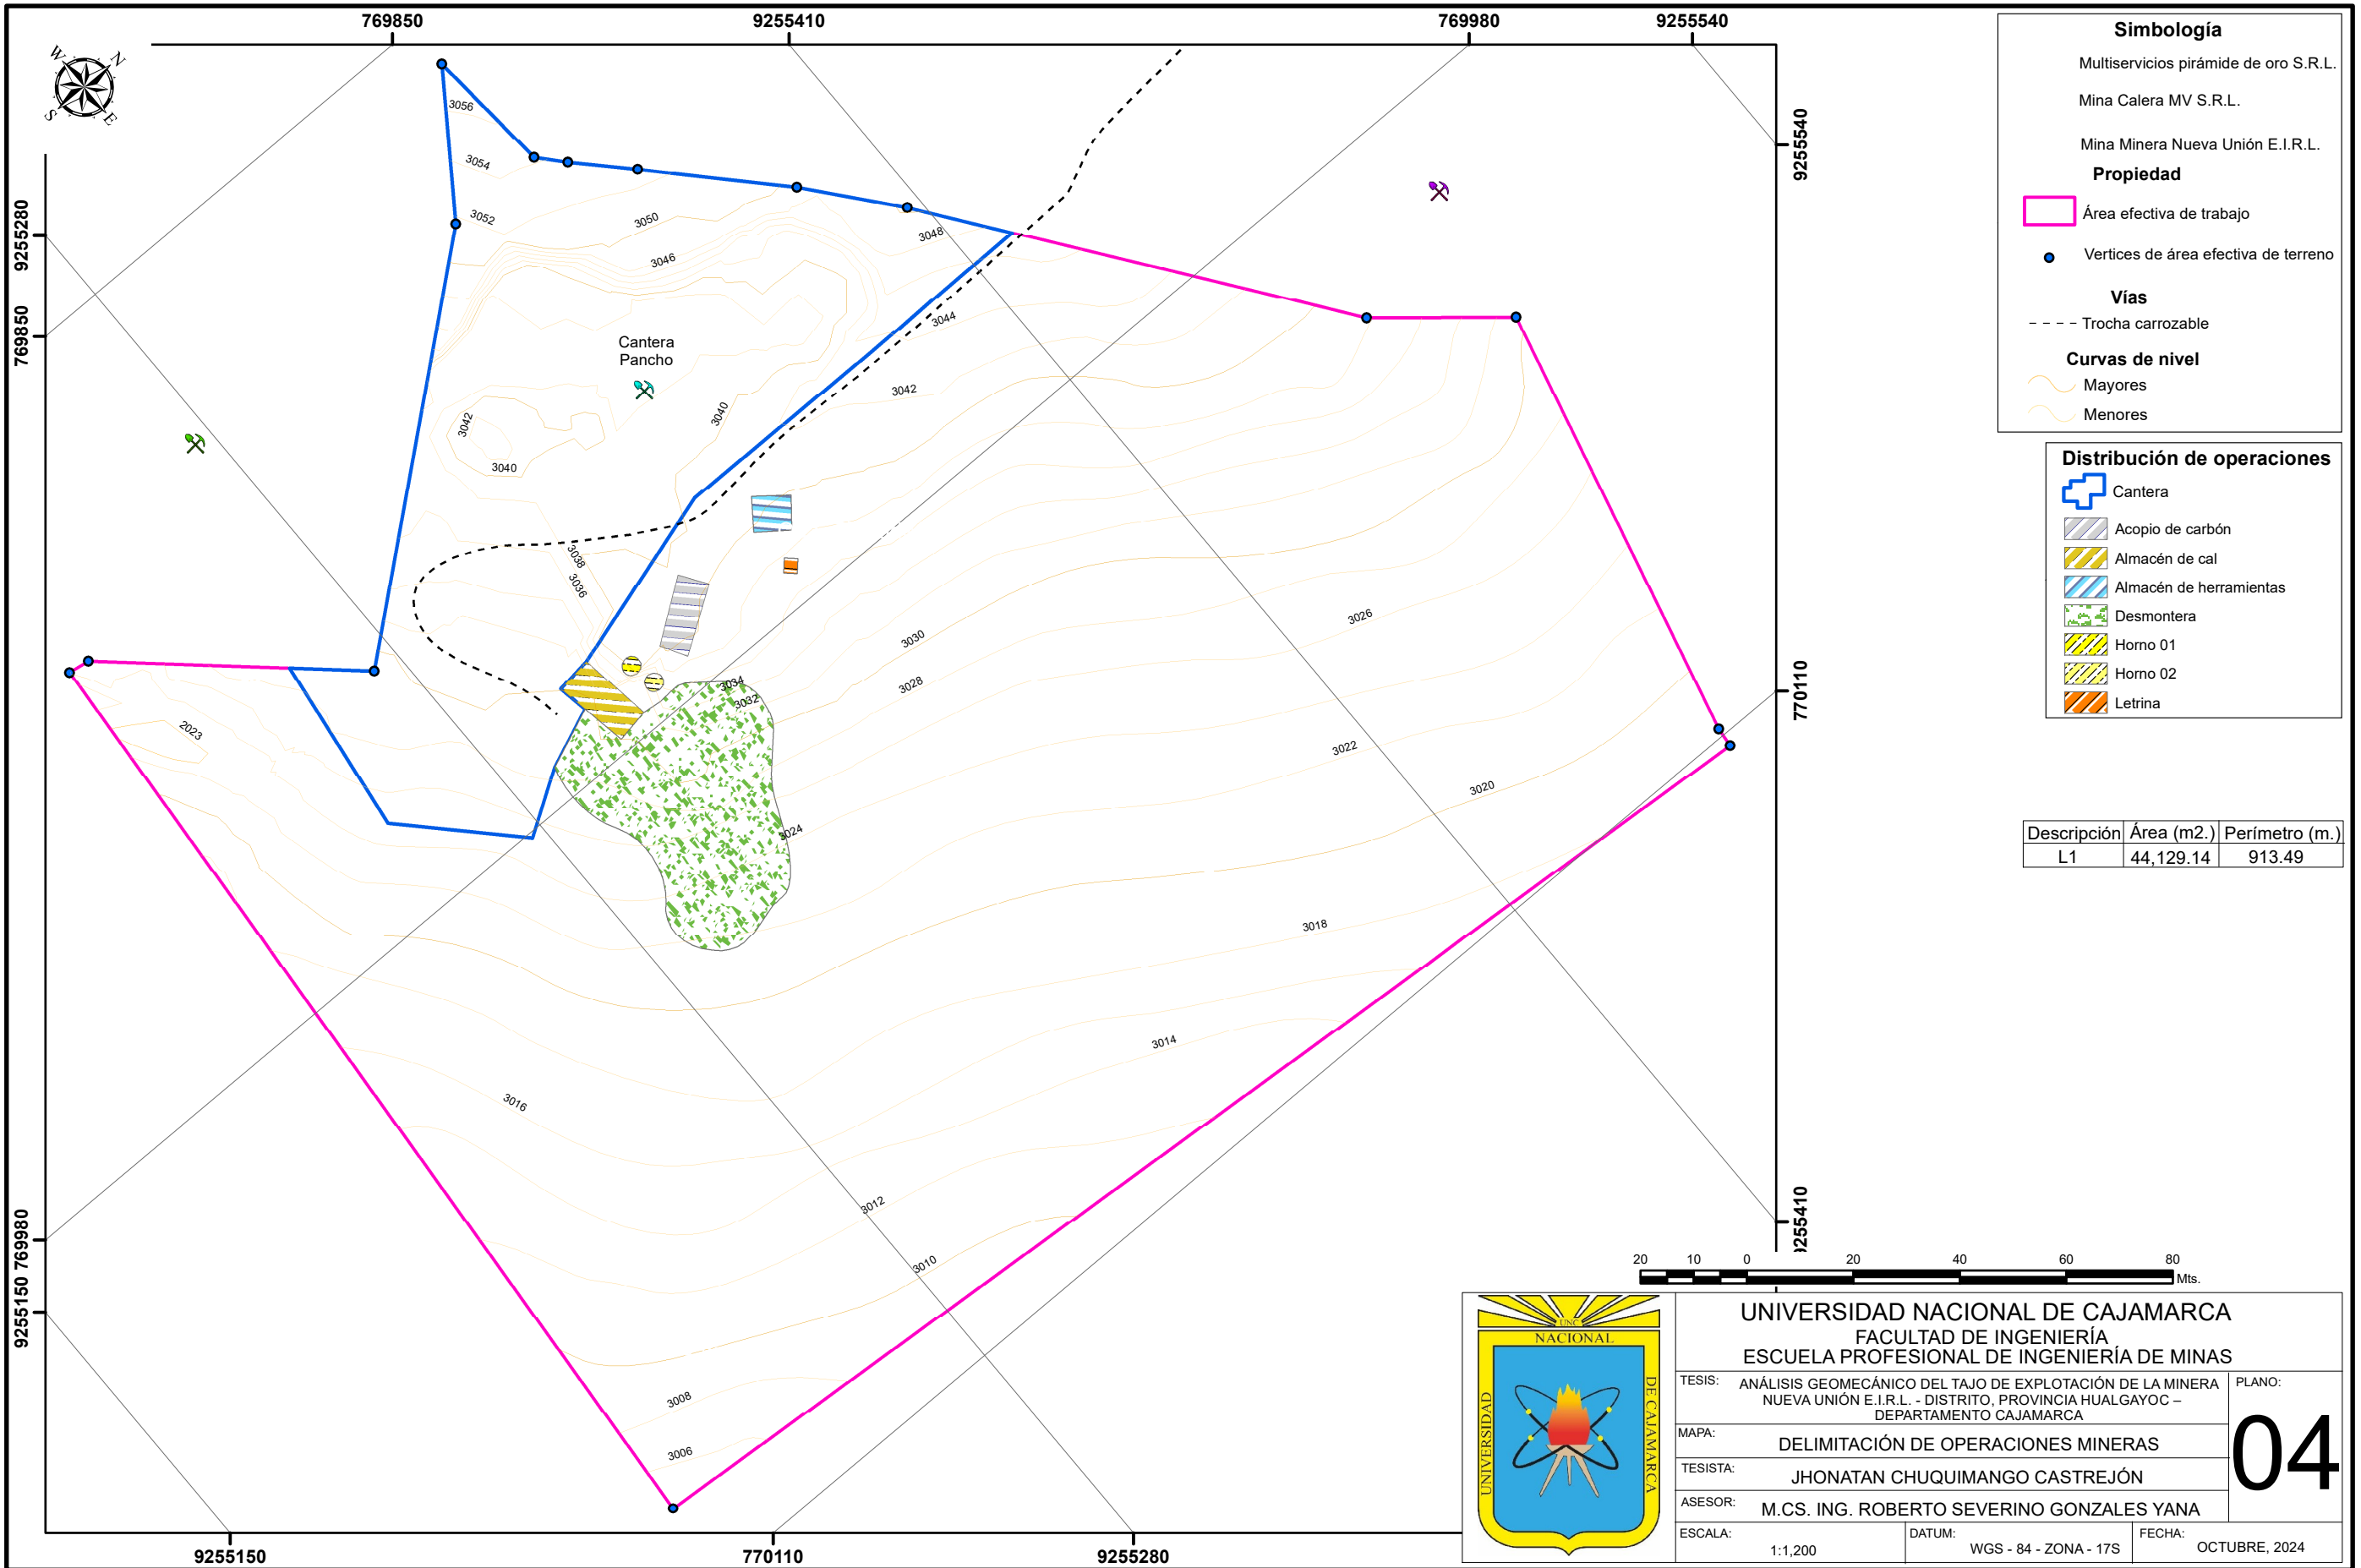 769850
9255410
769980
9255540
W
N
S
E
9255280
769850
769980
9255150
9255540
770110
9255410
9255150
770110
9255280
3056
3054
3052
3050
3048
3046
3044
3042
3040
3042
3040
Cantera
Pancho
3038
3036
3034
3032
3030
3028
3026
3024
3022
3020
3018
3016
3014
3012
3010
3008
3006
2023
Simbología
Multiservicios pirámide de oro S.R.L.
Mina Calera MV S.R.L.
Mina Minera Nueva Unión E.I.R.L.
Propiedad
Área efectiva de trabajo
Vertices de área efectiva de terreno
Vías
Trocha carrozable
Curvas de nivel
Mayores
Menores
Distribución de operaciones
Cantera
Acopio de carbón
Almacén de cal
Almacén de herramientas
Desmontera
Horno 01
Horno 02
Letrina
Descripción Área (m2.) Perímetro (m.)
L1 44,129.14 913.49
20 10 0 20 40 60 80
Mts.
UNC
NACIONAL
UNIVERSIDAD
DE CAJAMARCA
UNIVERSIDAD NACIONAL DE CAJAMARCA
FACULTAD DE INGENIERÍA
ESCUELA PROFESIONAL DE INGENIERÍA DE MINAS
TESIS: ANÁLISIS GEOMECÁNICO DEL TAJO DE EXPLOTACIÓN DE LA MINERA
NUEVA UNIÓN E.I.R.L. - DISTRITO, PROVINCIA HUALGAYOC –
DEPARTAMENTO CAJAMARCA
PLANO:
04
MAPA: DELIMITACIÓN DE OPERACIONES MINERAS
TESISTA: JHONATAN CHUQUIMANGO CASTREJÓN
ASESOR: M.CS. ING. ROBERTO SEVERINO GONZALES YANA
ESCALA: 1:1,200
DATUM: WGS - 84 - ZONA - 17S
FECHA: OCTUBRE, 2024